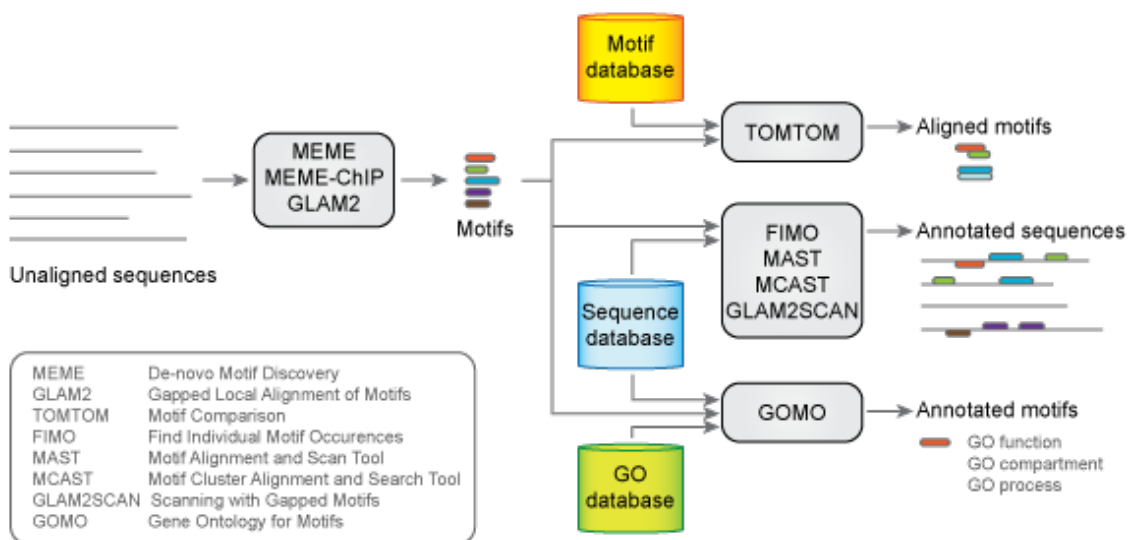 Motif
database
TOMTOM
Aligned motifs
MEME
MEME-ChIP
GLAM2
Motifs
Unaligned sequences
FIMO
MAST
MCAST
GLAM2SCAN
Annotated sequences
Sequence
database
GOMO
Annotated motifs
GO function
GO compartment
GO process
GO
database
MEME De-novo Motif Discovery
GLAM2 Gapped Local Alignment of Motifs
TOMTOM Motif Comparison
FIMO Find Individual Motif Occurences
MAST Motif Alignment and Scan Tool
MCAST Motif Cluster Alignment and Search Tool
GLAM2SCAN Scanning with Gapped Motifs
GOMO Gene Ontology for Motifs